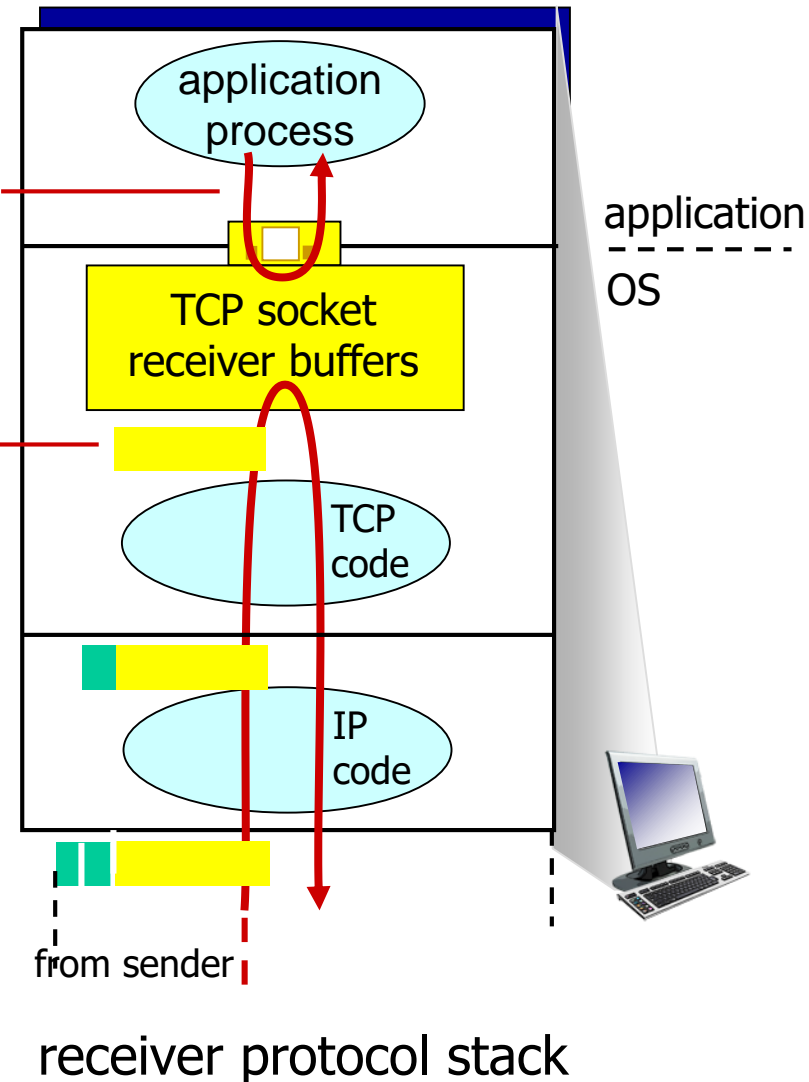 application
process
application
OS
TCP socket
receiver buffers
TCP
code
IP
code
from sender
receiver protocol stack